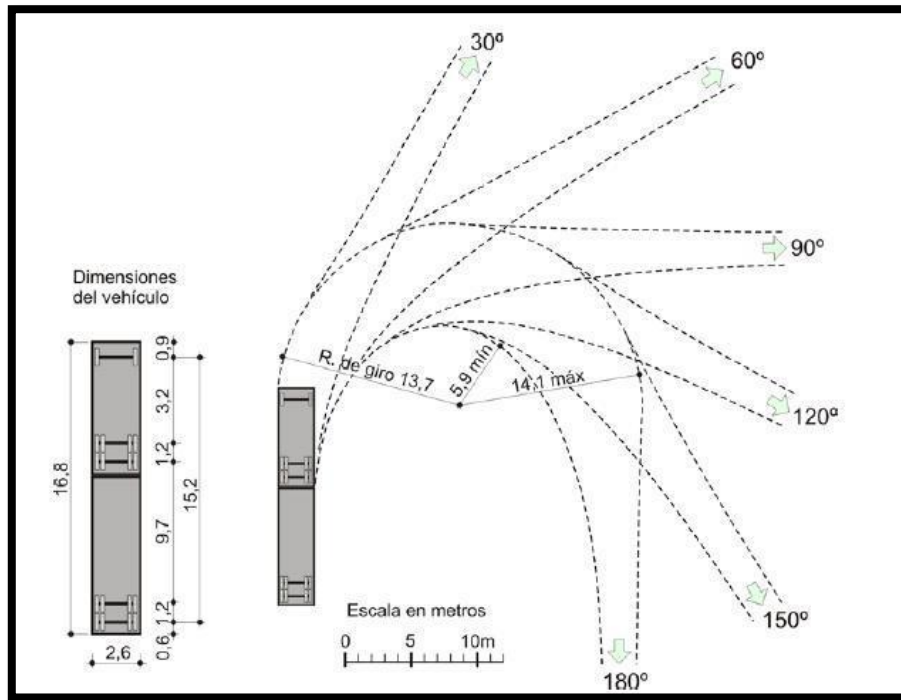 30º
60º
90º
120º
150º
180º
Dimensiones
del vehículo
0,9
3,2
1,2
9,7
1,2
0,6
16,8
15,2
2,6
R. de giro 13,7
5,9 mín
14,1 máx
Escala en metros
0 5 10m